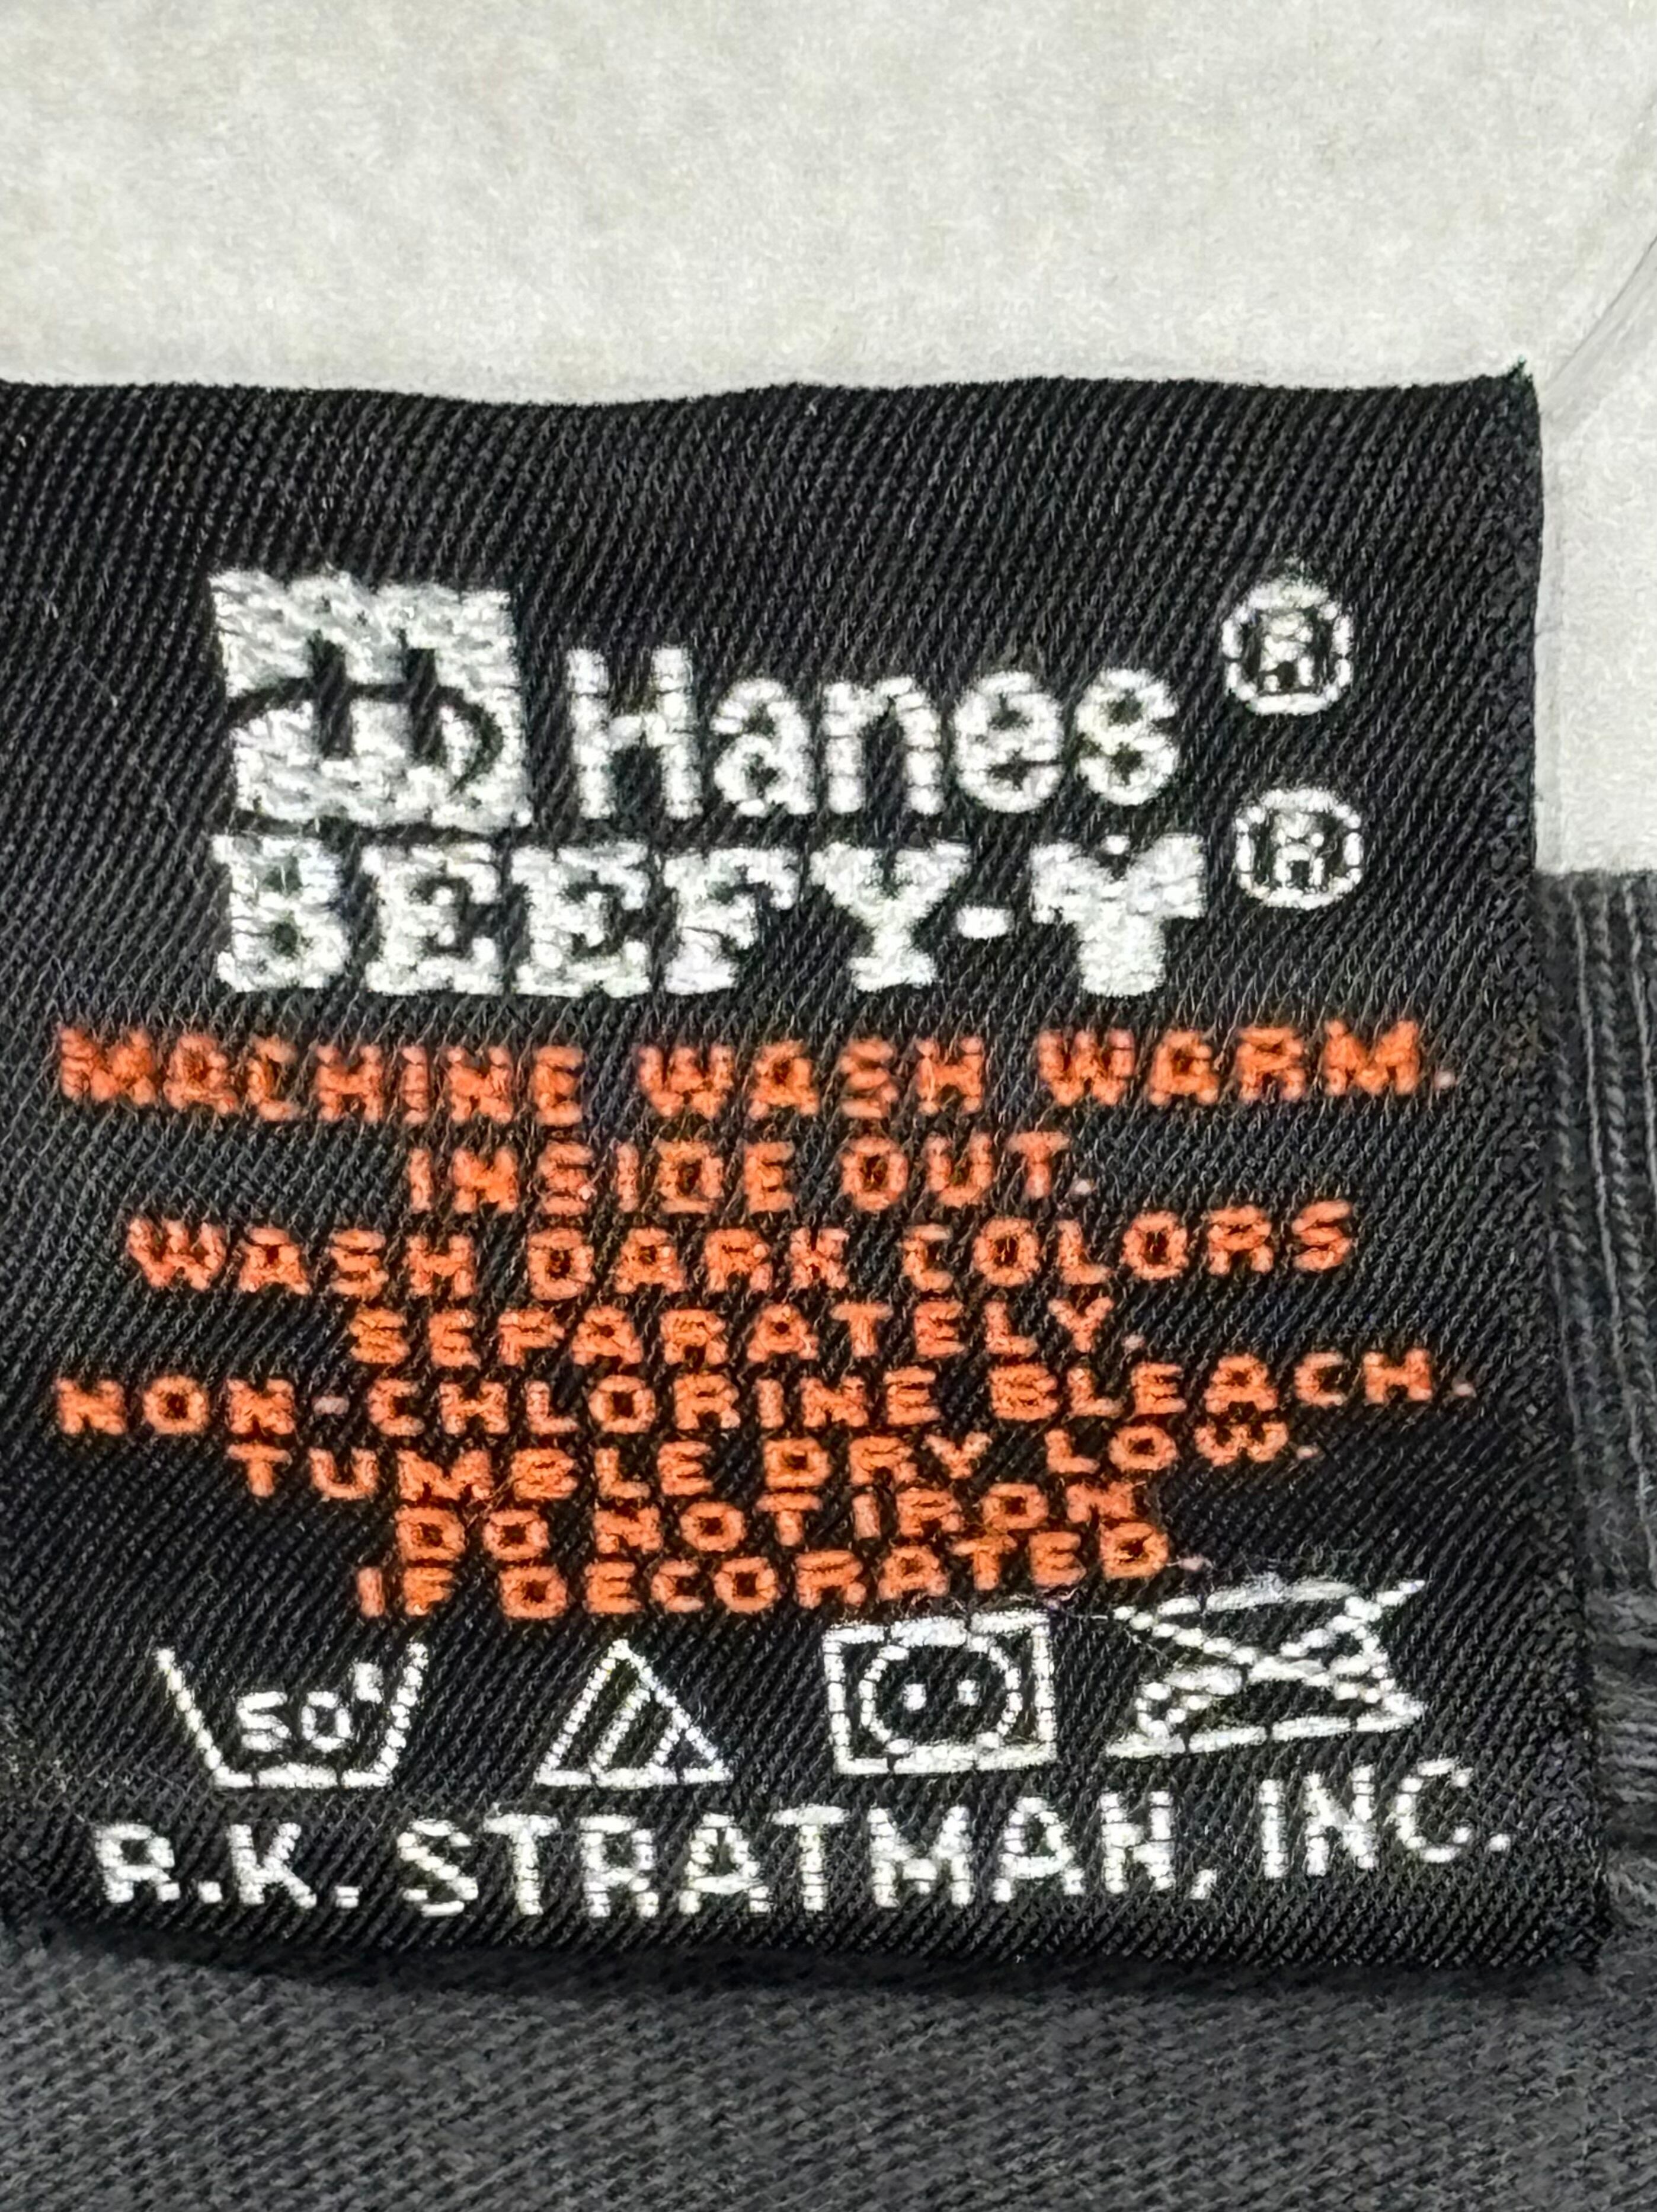 Hanes®
BEEFY-T®
MACHINE WASH WARM.
INSIDE OUT.
WASH DARK COLORS
SEPARATELY.
NON-CHLORINE BLEACH.
TUMBLE DRY LOW.
DO NOT IRON
IF DECORATED.
50°
R.K. STRATMAN, INC.